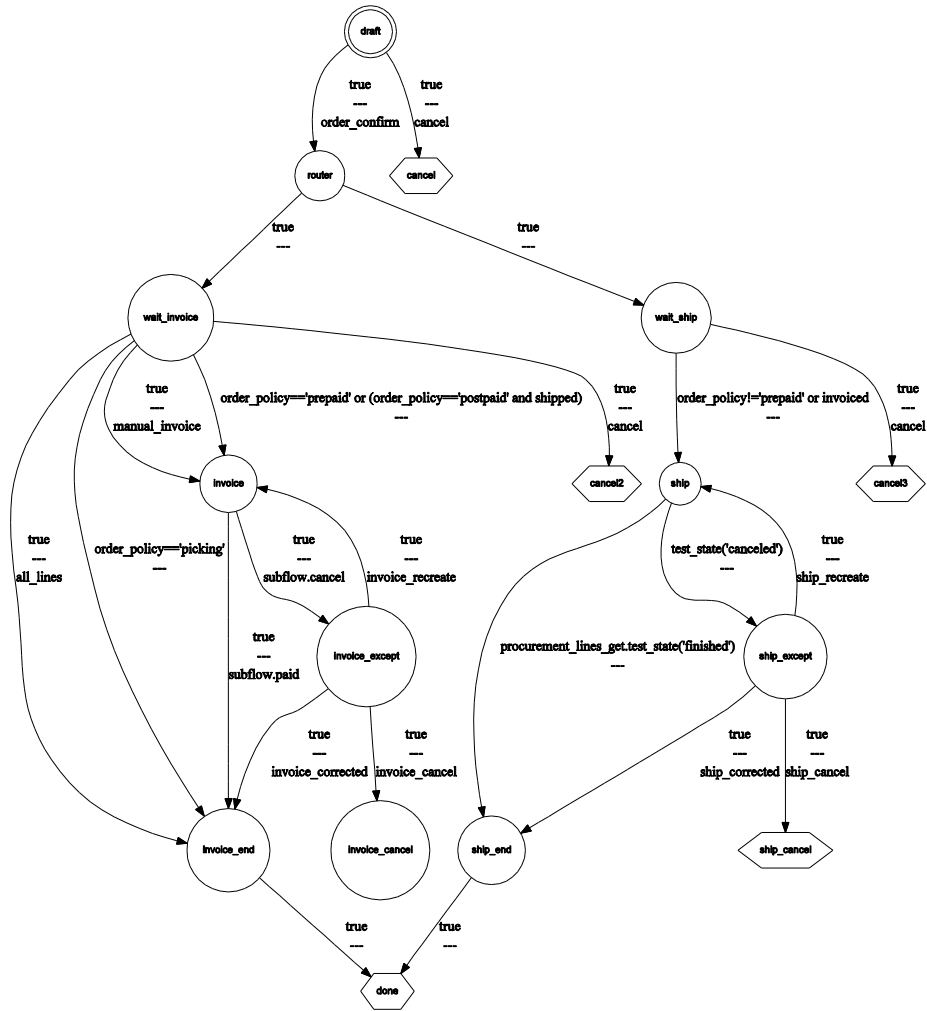 draft
true
---
order_confirm
true
---
cancel
router
cancel
true
---
true
---
wait_invoice
wait_ship
true
---
manual_invoice
order_policy=='prepaid' or (order_policy=='postpaid' and shipped)
---
true
---
cancel
order_policy!='prepaid' or invoiced
---
true
---
cancel
invoice
cancel2
ship
cancel3
true
---
all_lines
order_policy=='picking'
---
true
---
subflow.cancel
true
---
invoice_recreate
test_state('canceled')
---
true
---
ship_recreate
true
---
subflow.paid
invoice_except
procurement_lines_get.test_state('finished')
---
ship_except
true
---
invoice_corrected
true
---
invoice_cancel
true
---
ship_corrected
true
---
ship_cancel
invoice_end
invoice_cancel
ship_end
ship_cancel
true
---
true
---
done